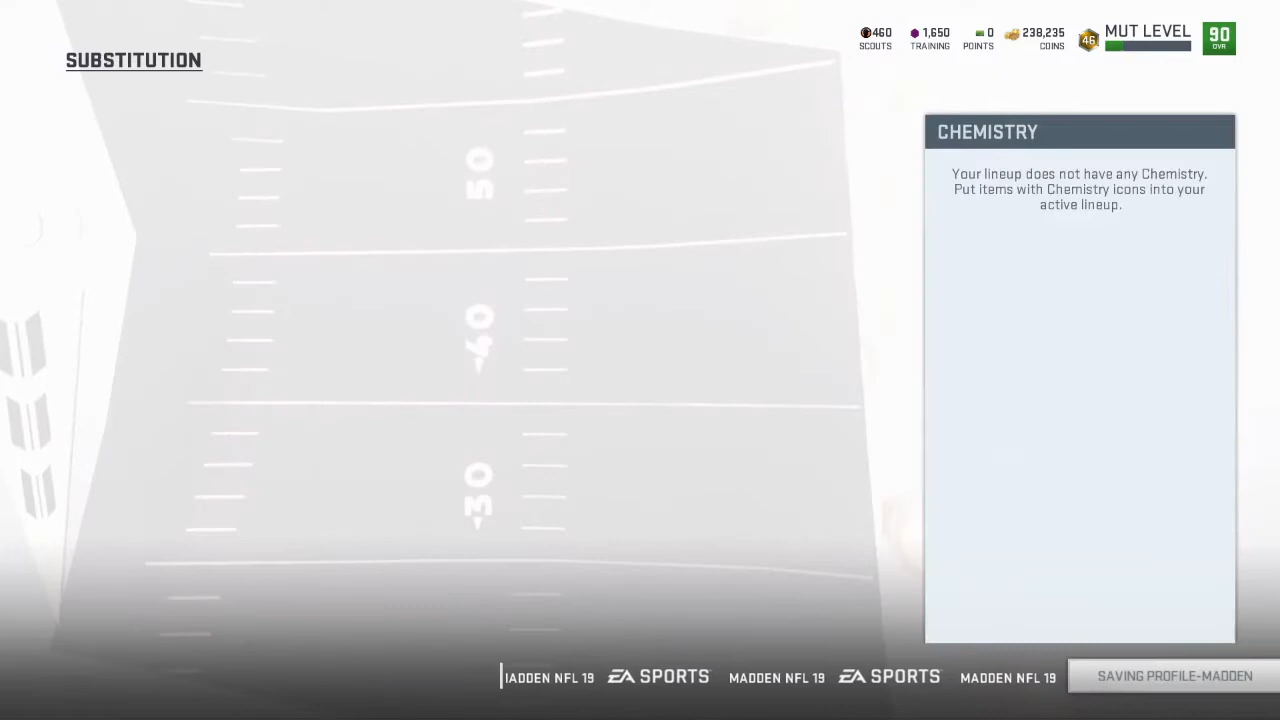 SUBSTITUTION
460 SCOUTS
1,650 TRAINING
0 POINTS
238,235 COINS
46
MUT LEVEL
90 OVR
CHEMISTRY
Your lineup does not have any Chemistry.
Put items with Chemistry icons into your
active lineup.
50
40
30
IADDEN NFL 19 EA SPORTS MADDEN NFL 19 EA SPORTS MADDEN NFL 19
SAVING PROFILE-MADDEN